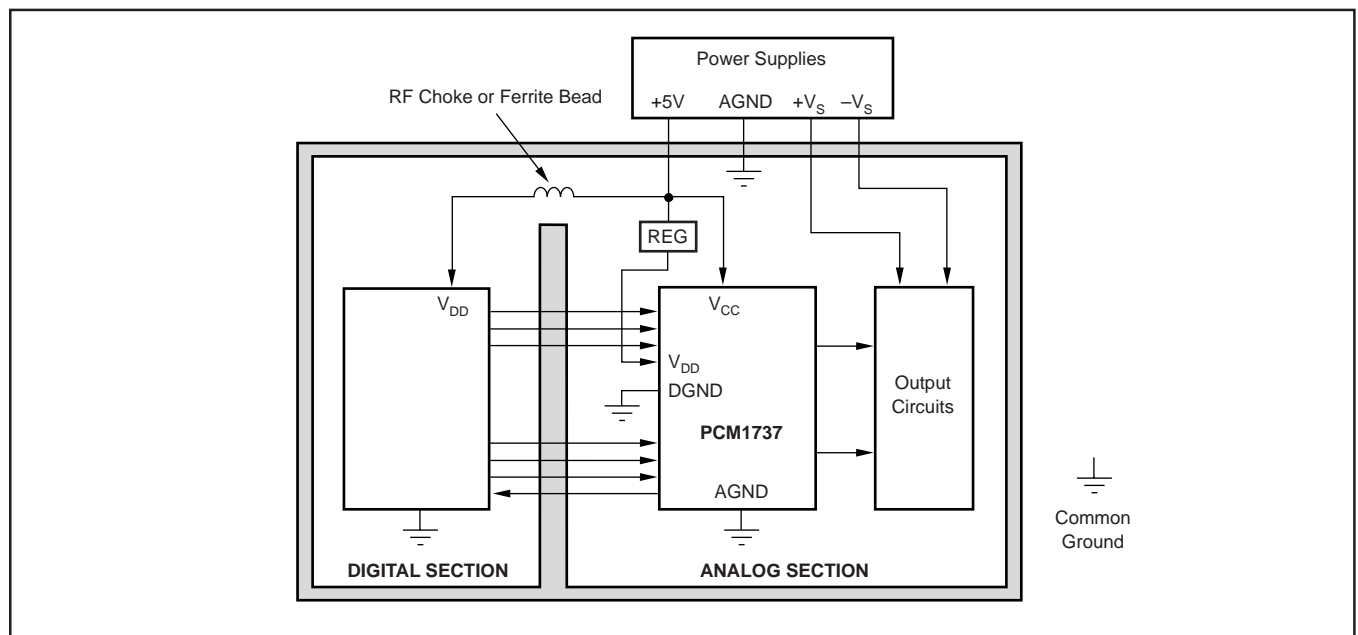 Power Supplies
+5V AGND +VS –VS
RF Choke or Ferrite Bead
REG
VDD
VCC
VDD
DGND
PCM1737
AGND
Output
Circuits
Common
Ground
DIGITAL SECTION
ANALOG SECTION